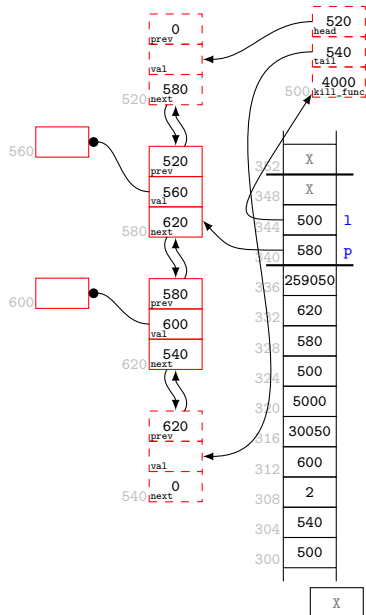 0
prev
val
580
520 next
520
head
540
tail
4000
500 kill_func
560
520
prev
560
val
620
580 next
600
580
prev
600
val
540
620 next
620
prev
val
0
540 next
X
352
X
348
500 l
344
580 p
340
259050
336
620
332
580
328
500
324
5000
320
30050
316
600
312
2
308
540
304
500
300
X